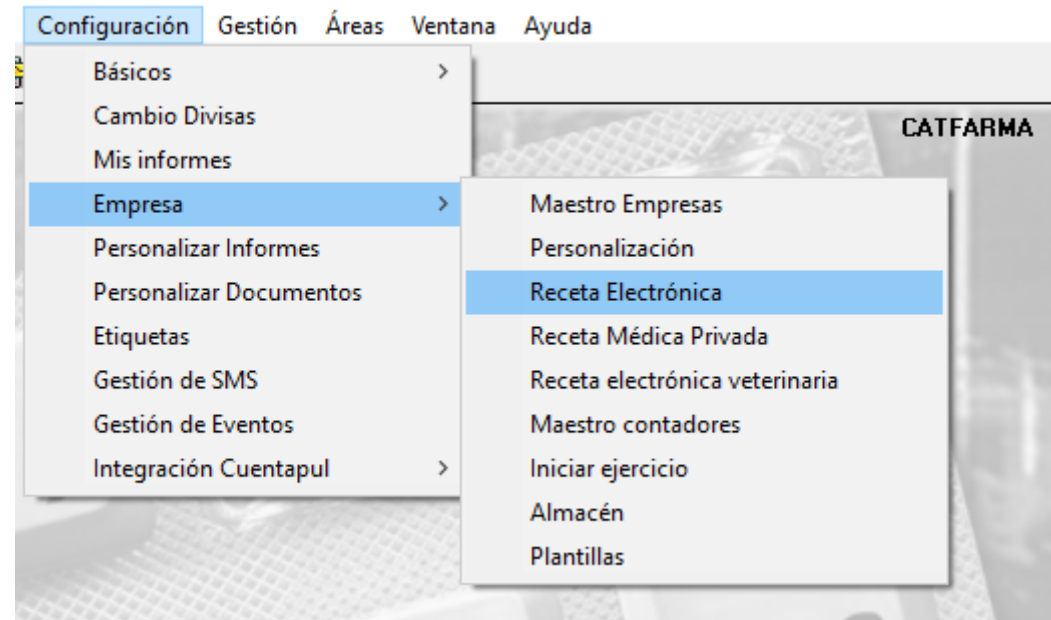 Configuración Gestión Áreas Ventana Ayuda
Básicos >
Cambio Divisas
CATFARMA
Mis informes
Empresa >
Personalizar Informes
Personalizar Documentos
Etiquetas
Gestión de SMS
Gestión de Eventos
Integración Cuentapul >
Maestro Empresas
Personalización
Receta Electrónica
Receta Médica Privada
Receta electrónica veterinaria
Maestro contadores
Iniciar ejercicio
Almacén
Plantillas